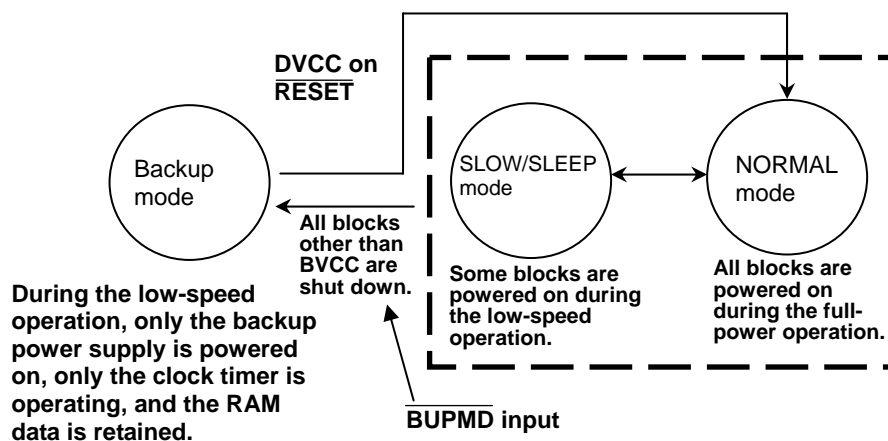 DVCC on
RESET
Backup
mode
SLOW/SLEEP
mode
NORMAL
mode
All blocks
other than
BVCC are
shut down.
Some blocks are
powered on during
the low-speed
operation.
All blocks are
powered on
during the full-
power operation.
During the low-speed
operation, only the backup
power supply is powered
on, only the clock timer is
operating, and the RAM
data is retained.
BUPMD input